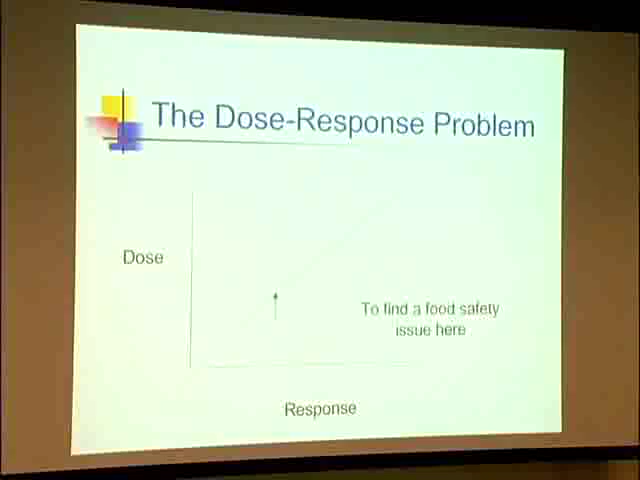 The Dose-Response Problem
Dose
To find a food safety
issue here
Response